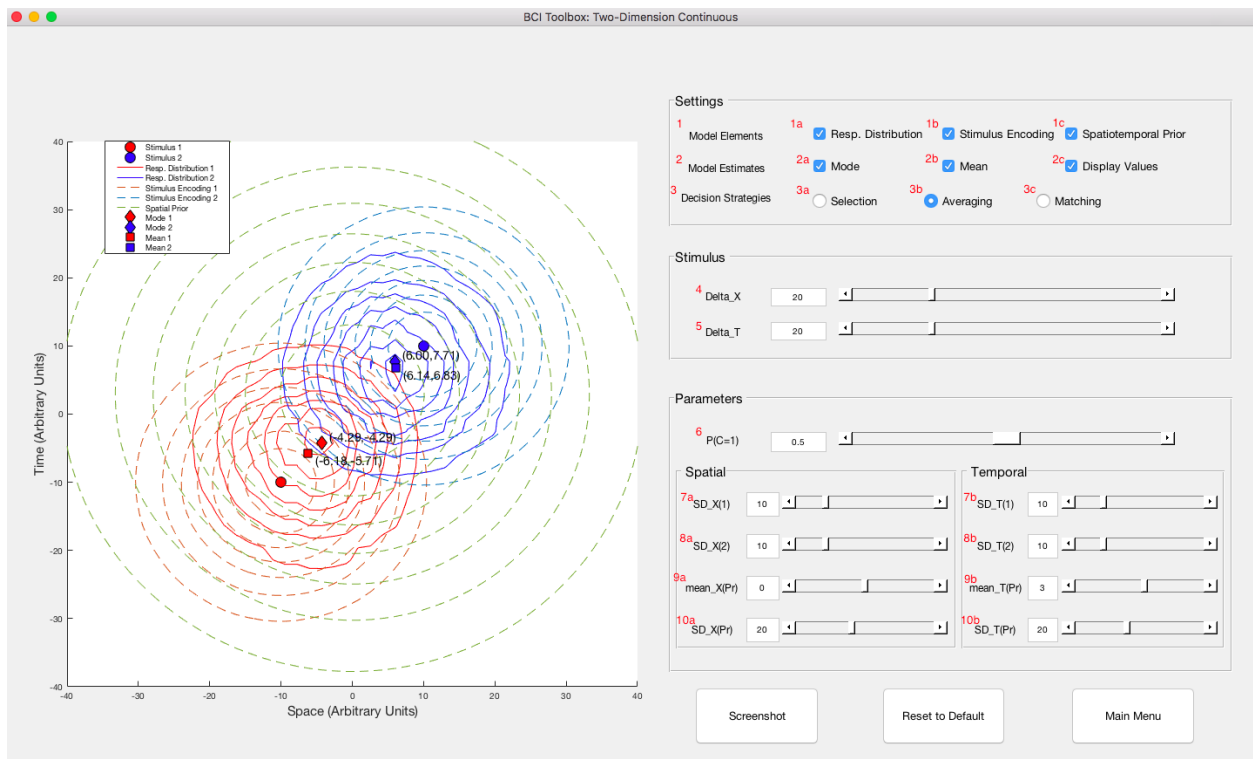 BCI Toolbox: Two-Dimension Continuous
Stimulus 1
Stimulus 2
Resp. Distribution 1
Resp. Distribution 2
Stimulus Encoding 1
Stimulus Encoding 2
Spatial Prior
Mode 1
Mode 2
Mean 1
Mean 2
40
30
20
10
0
-10
-20
-30
-40
Time (Arbitrary Units)
(6.00,7.71)
(6.14,6.83)
(-4.29,-4.29)
(-6.18,-5.71)
-40 -30 -20 -10 0 10 20 30 40
Space (Arbitrary Units)
Settings
1 Model Elements 1a Resp. Distribution 1b Stimulus Encoding 1c Spatiotemporal Prior
2 Model Estimates 2a Mode 2b Mean 2c Display Values
3 Decision Strategies 3a Selection 3b Averaging 3c Matching
Stimulus
4 Delta_X 20
5 Delta_T 20
Parameters
6 P(C=1) 0.5
Spatial
7a SD_X(1) 10
8a SD_X(2) 10
9a mean_X(Pr) 0
10a SD_X(Pr) 20
Temporal
7b SD_T(1) 10
8b SD_T(2) 10
9b mean_T(Pr) 3
10b SD_T(Pr) 20
Screenshot
Reset to Default
Main Menu